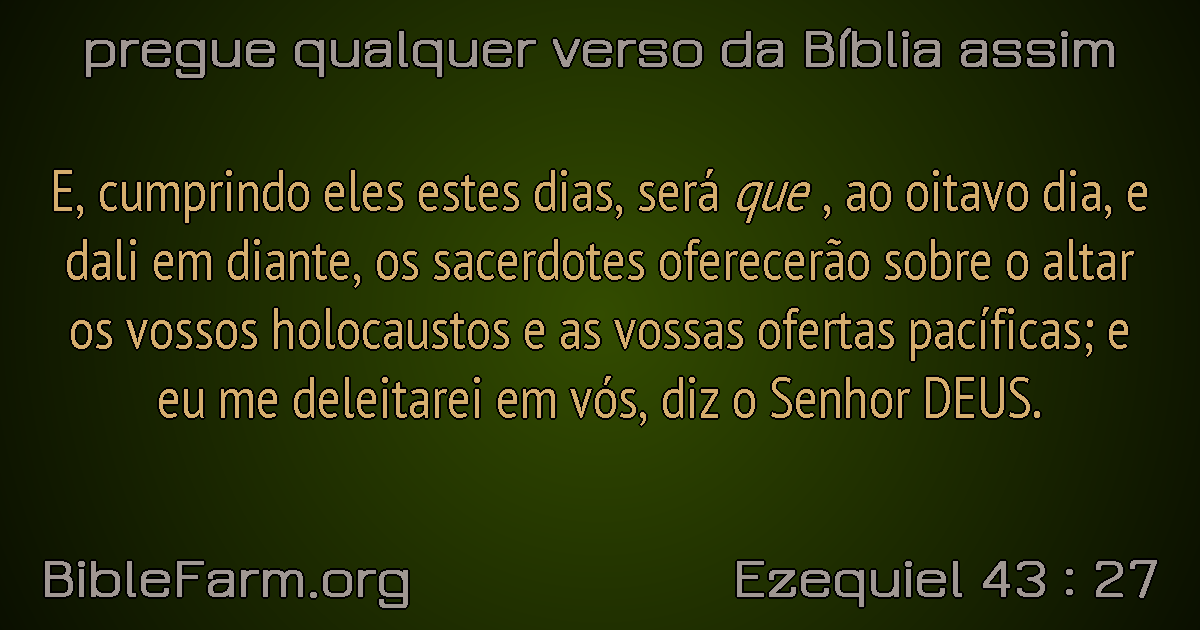 pregue qualquer verso da Bíblia assim
E, cumprindo eles estes dias, será que , ao oitavo dia, e
dali em diante, os sacerdotes oferecerão sobre o altar
os vossos holocaustos e as vossas ofertas pacíficas; e
eu me deleitarei em vós, diz o Senhor DEUS.
BibleFarm.org
Ezequiel 43 : 27